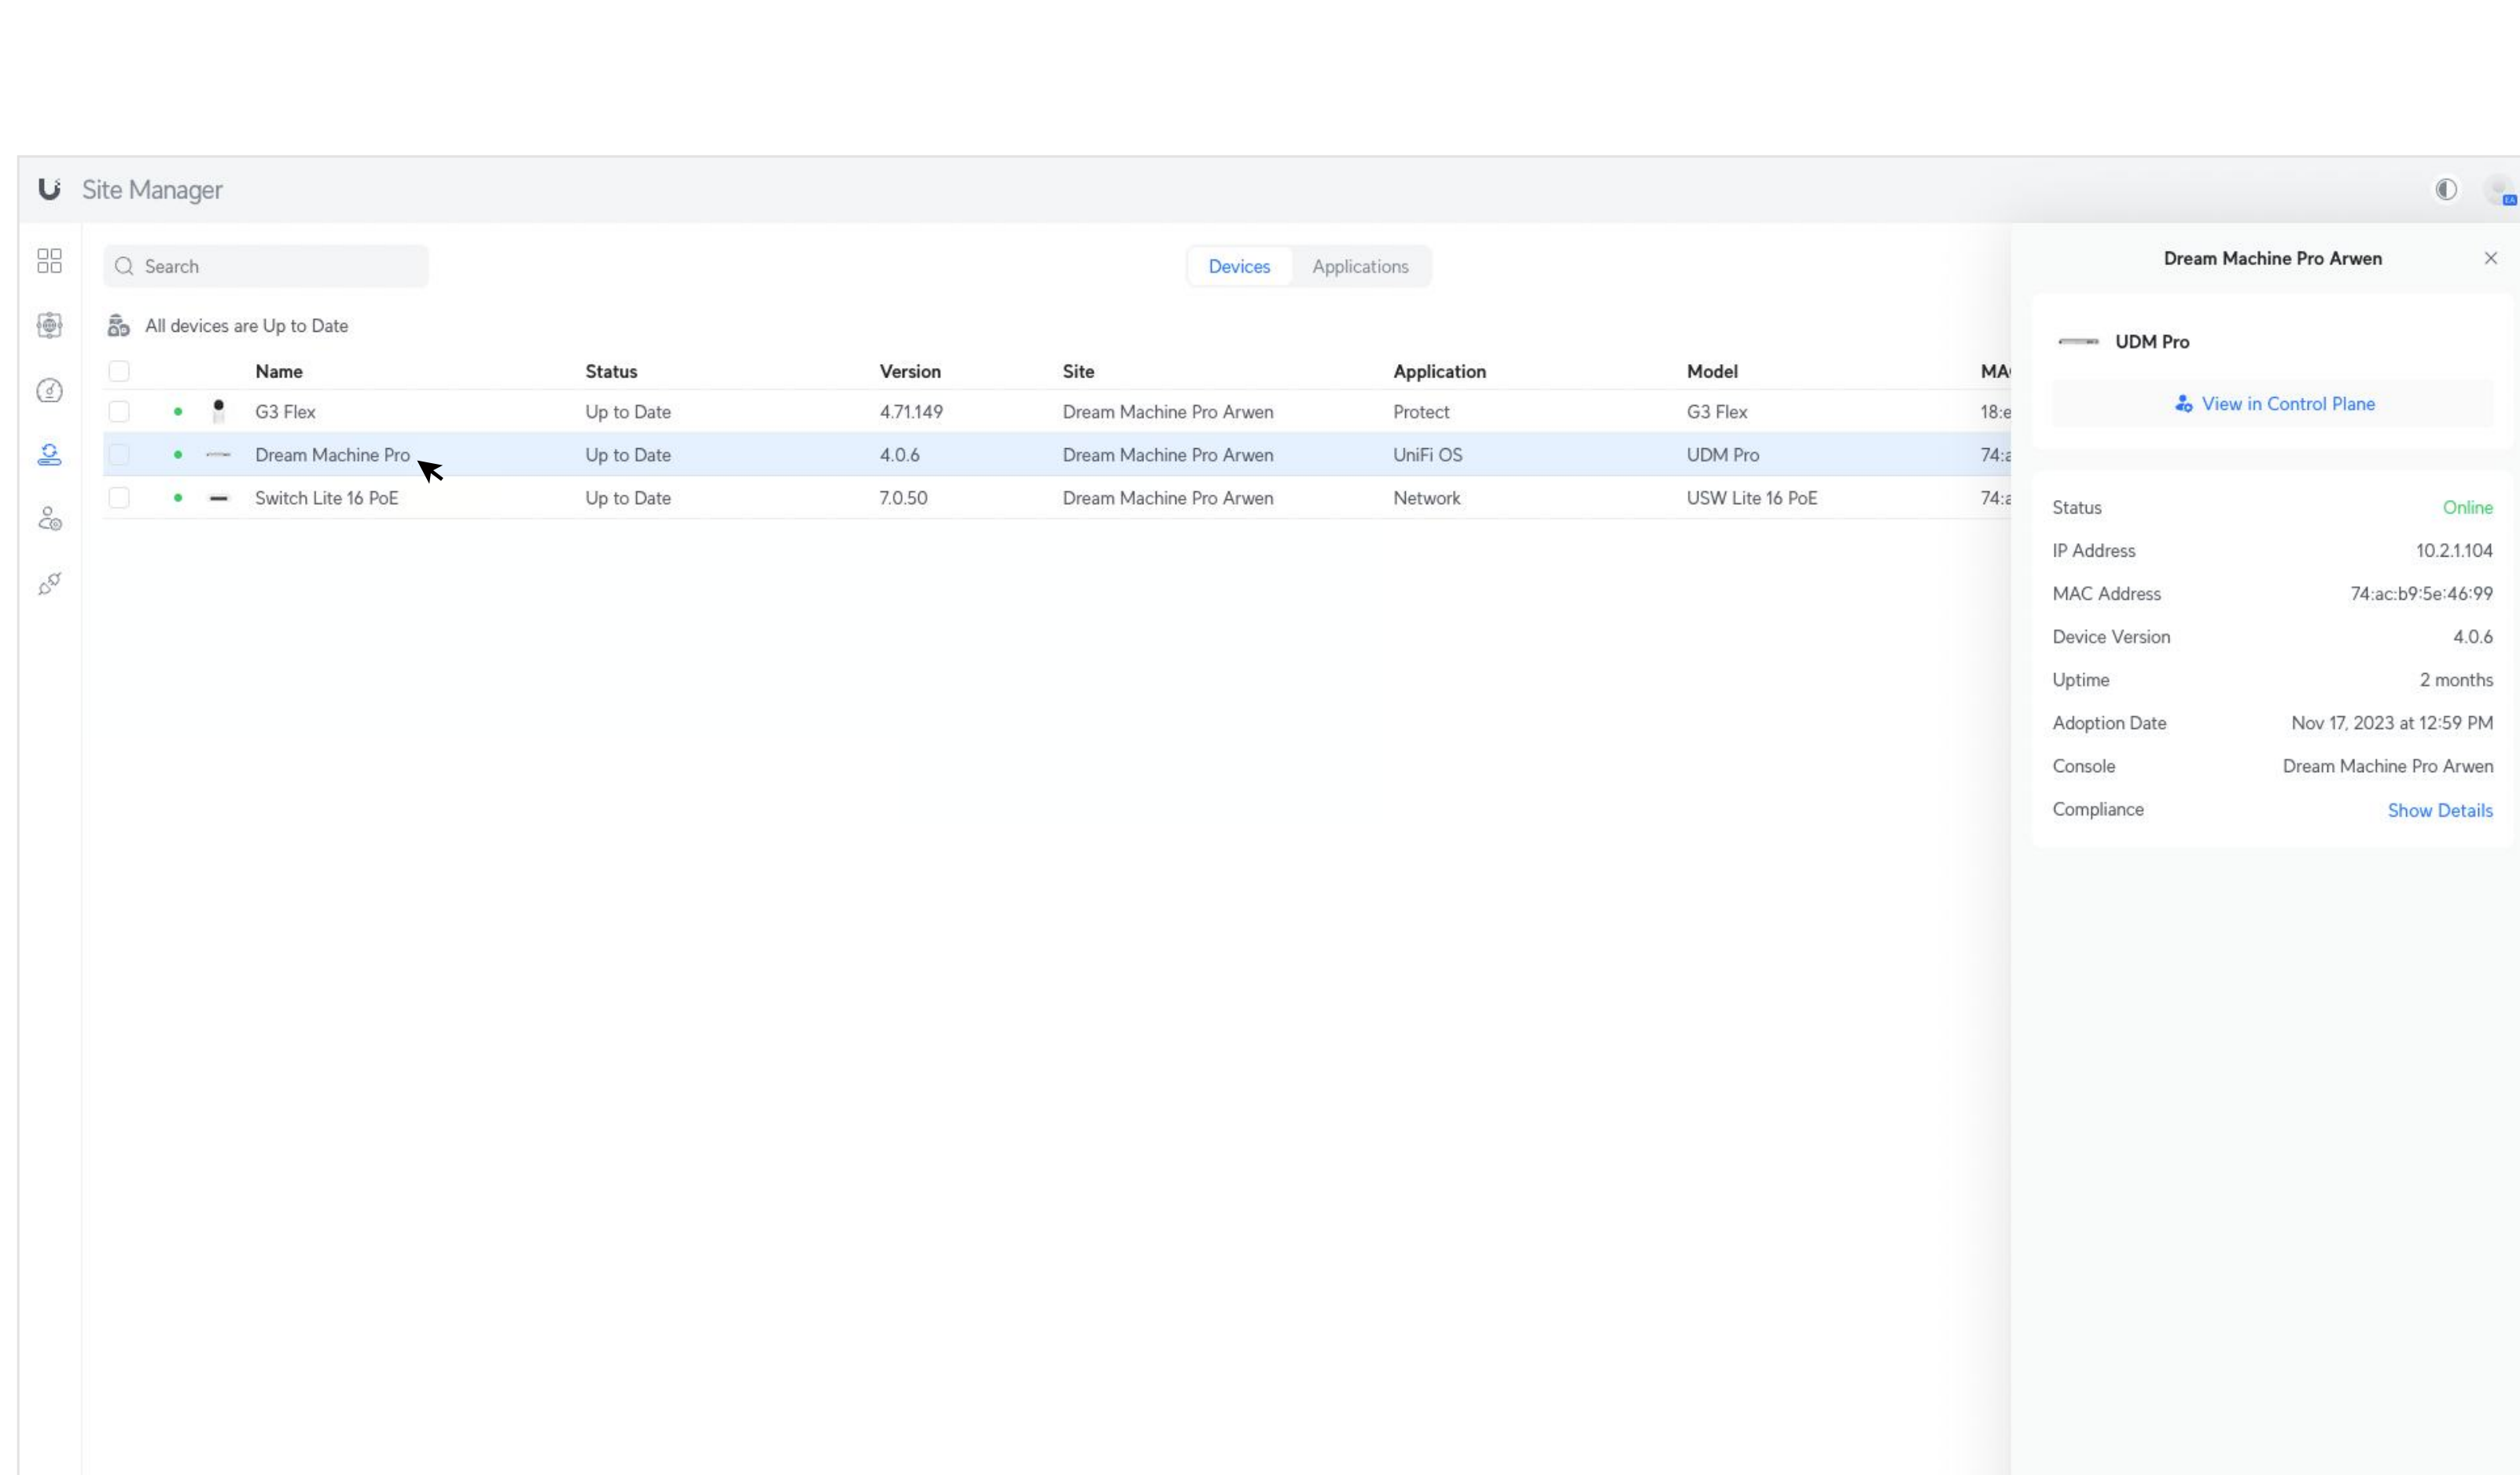 Site Manager
EA
Search
Devices Applications
All devices are Up to Date
Name Status Version Site Application Model MA
G3 Flex Up to Date 4.71.149 Dream Machine Pro Arwen Protect G3 Flex 18:e
Dream Machine Pro Up to Date 4.0.6 Dream Machine Pro Arwen UniFi OS UDM Pro 74:a
Switch Lite 16 PoE Up to Date 7.0.50 Dream Machine Pro Arwen Network USW Lite 16 PoE 74:a
Dream Machine Pro Arwen
UDM Pro
View in Control Plane
Status Online
IP Address 10.2.1.104
MAC Address 74:ac:b9:5e:46:99
Device Version 4.0.6
Uptime 2 months
Adoption Date Nov 17, 2023 at 12:59 PM
Console Dream Machine Pro Arwen
Compliance Show Details